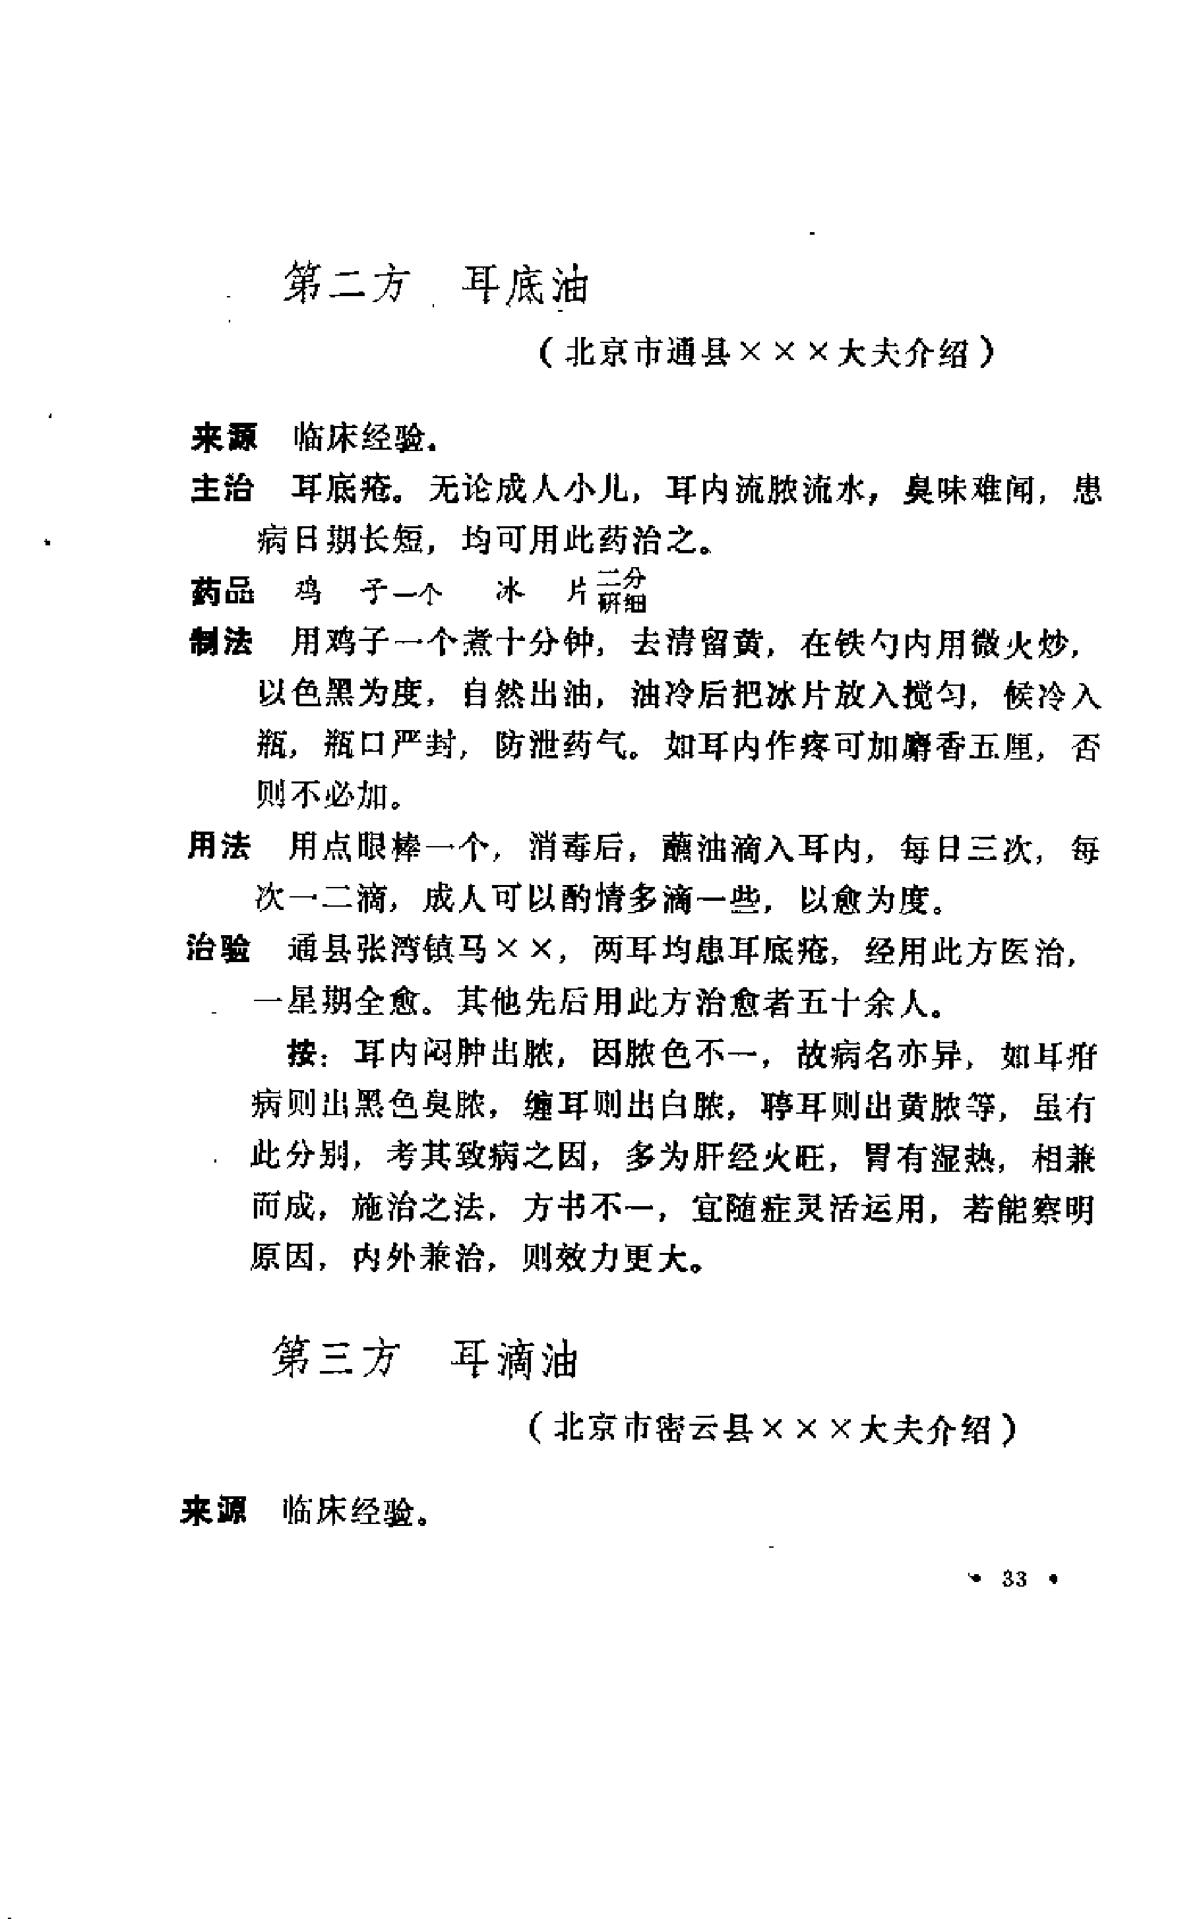 第二方 耳底油
（北京市通县×××大夫介绍）
来源 临床经验。
主治 耳底疮。无论成人小儿，耳内流脓流水，臭味难闻，患
病日期长短，均可用此药治之。
药品 鸡 子一个 冰 片二分研细
制法 用鸡子一个煮十分钟，去清留黄，在铁勺内用微火炒，
以色黑为度，自然出油，油冷后把冰片放入搅匀，候冷入
瓶，瓶口严封，防泄药气。如耳内作疼可加麝香五厘，否
则不必加。
用法 用点眼棒一个，消毒后，蘸油滴入耳内，每日三次，每
次一二滴，成人可以酌情多滴一些，以愈为度。
治验 通县张湾镇马××，两耳均患耳底疮，经用此方医治，
一星期全愈。其他先后用此方治愈者五十余人。
按：耳内闷肿出脓，因脓色不一，故病名亦异，如耳疳
病则出黑色臭脓，缠耳则出白脓，聤耳则出黄脓等，虽有
此分别，考其致病之因，多为肝经火旺，胃有湿热，相兼
而成，施治之法，方书不一，宜随症灵活运用，若能察明
原因，内外兼治，则效力更大。
第三方 耳滴油
（北京市密云县×××大夫介绍）
来源 临床经验。
• 33 •